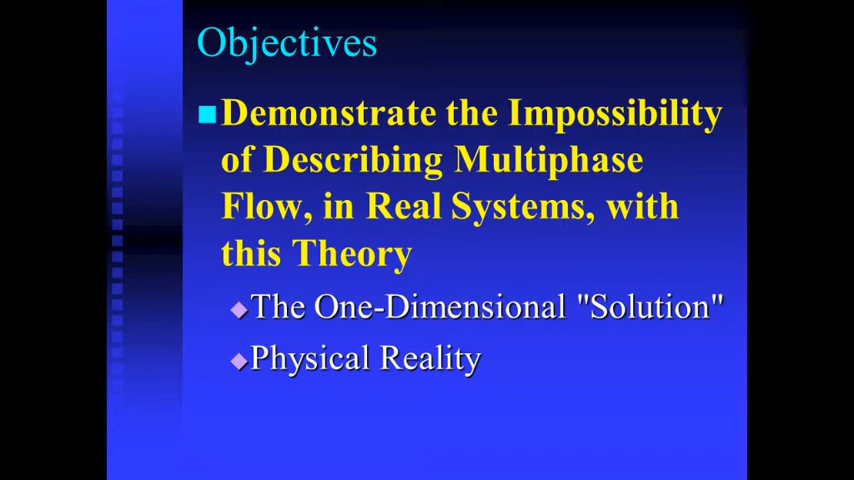 Objectives
Demonstrate the Impossibility
of Describing Multiphase
Flow, in Real Systems, with
this Theory
The One-Dimensional "Solution"
Physical Reality